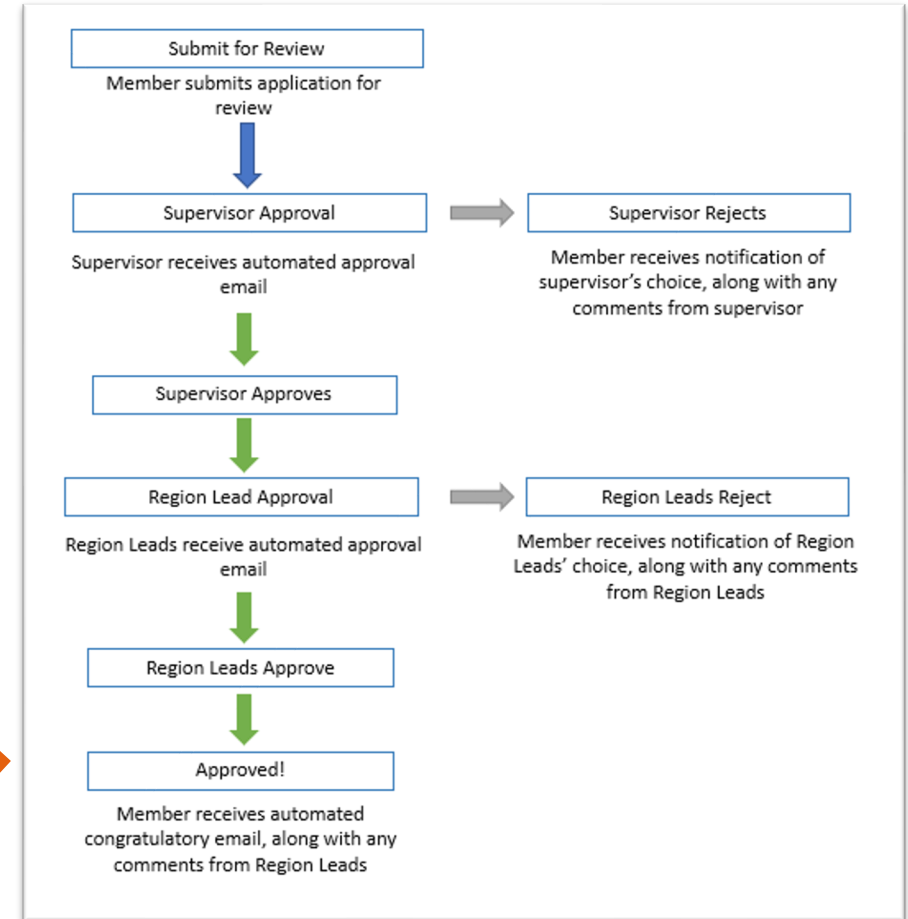 Submit for Review
Member submits application for
review
Supervisor Approval
Supervisor receives automated approval
email
Supervisor Rejects
Member receives notification of
supervisor's choice, along with any
comments from supervisor
Supervisor Approves
Region Lead Approval
Region Leads receive automated approval
email
Region Leads Reject
Member receives notification of Region
Leads' choice, along with any comments
from Region Leads
Region Leads Approve
Approved!
Member receives automated
congratulatory email, along with any
comments from Region Leads